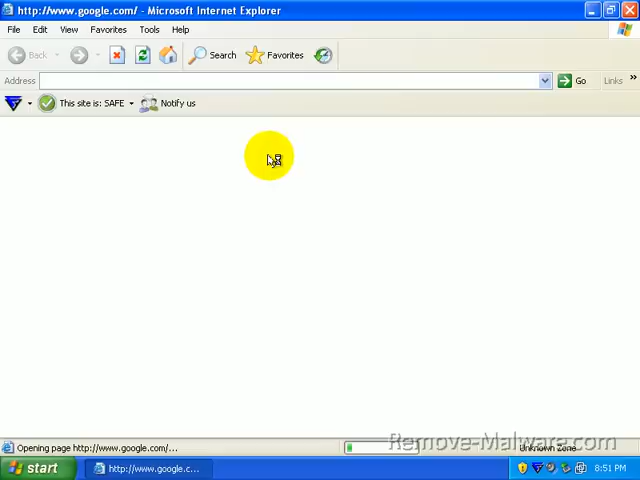 http://www.google.com/ - Microsoft Internet Explorer
File Edit View Favorites Tools Help
Back Search Favorites
Address Go Links »
This site is: SAFE Notify us
Remove-Malware.com
Opening page http://www.google.com/... Unknown Zone
start http://www.google.c... 8:51 PM